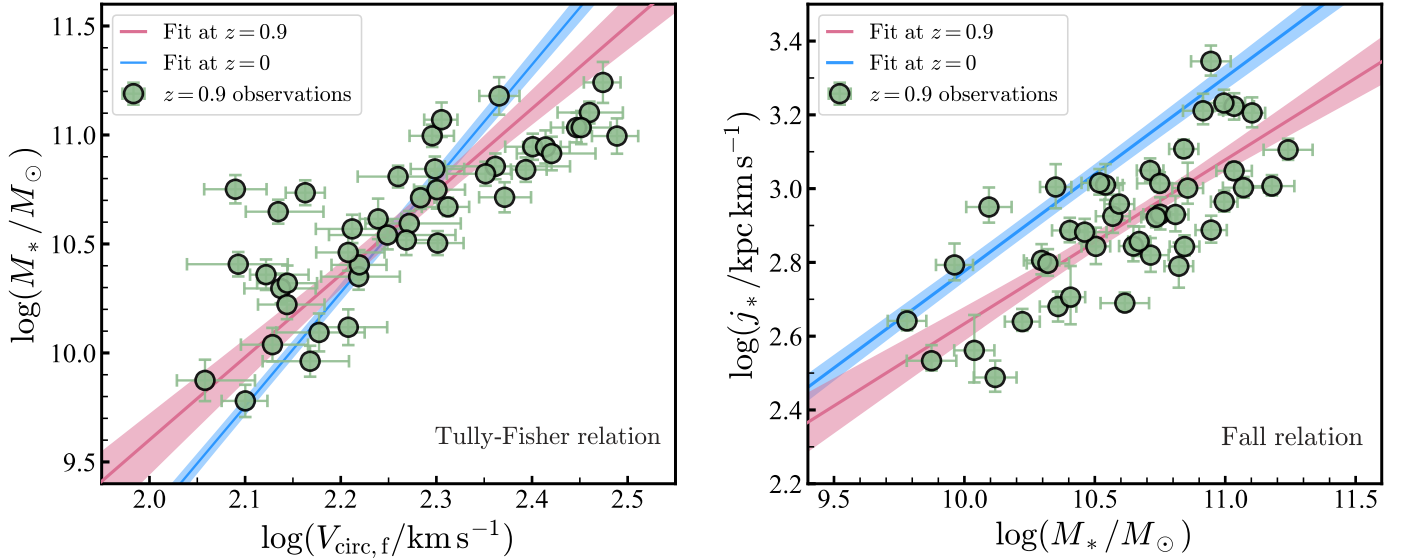 11.5
11.0
10.5
10.0
9.5
log(M∗/M⊙)
Fit at z = 0.9
Fit at z = 0
z = 0.9 observations
Tully-Fisher relation
2.0 2.1 2.2 2.3 2.4 2.5
log(V_circ, f/km s⁻¹)
3.4
3.2
3.0
2.8
2.6
2.4
2.2
log(j∗/kpc km s⁻¹)
Fit at z = 0.9
Fit at z = 0
z = 0.9 observations
Fall relation
9.5 10.0 10.5 11.0 11.5
log(M∗/M⊙)